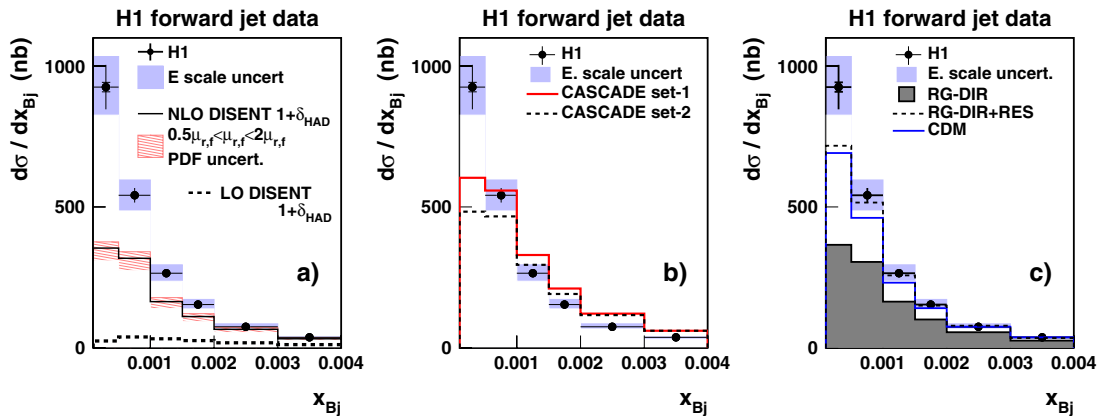 H1 forward jet data
dσ / dx_Bj (nb)
1000
500
0
H1
E scale uncert
NLO DISENT 1+δ_HAD
0.5μ_r,f<μ_r,f<2μ_r,f
PDF uncert.
LO DISENT
1+δ_HAD
a)
0.001 0.002 0.003 0.004
x_Bj
H1 forward jet data
dσ / dx_Bj (nb)
1000
500
0
H1
E. scale uncert
CASCADE set-1
CASCADE set-2
b)
0.001 0.002 0.003 0.004
x_Bj
H1 forward jet data
dσ / dx_Bj (nb)
1000
500
0
H1
E. scale uncert.
RG-DIR
RG-DIR+RES
CDM
c)
0.001 0.002 0.003 0.004
x_Bj